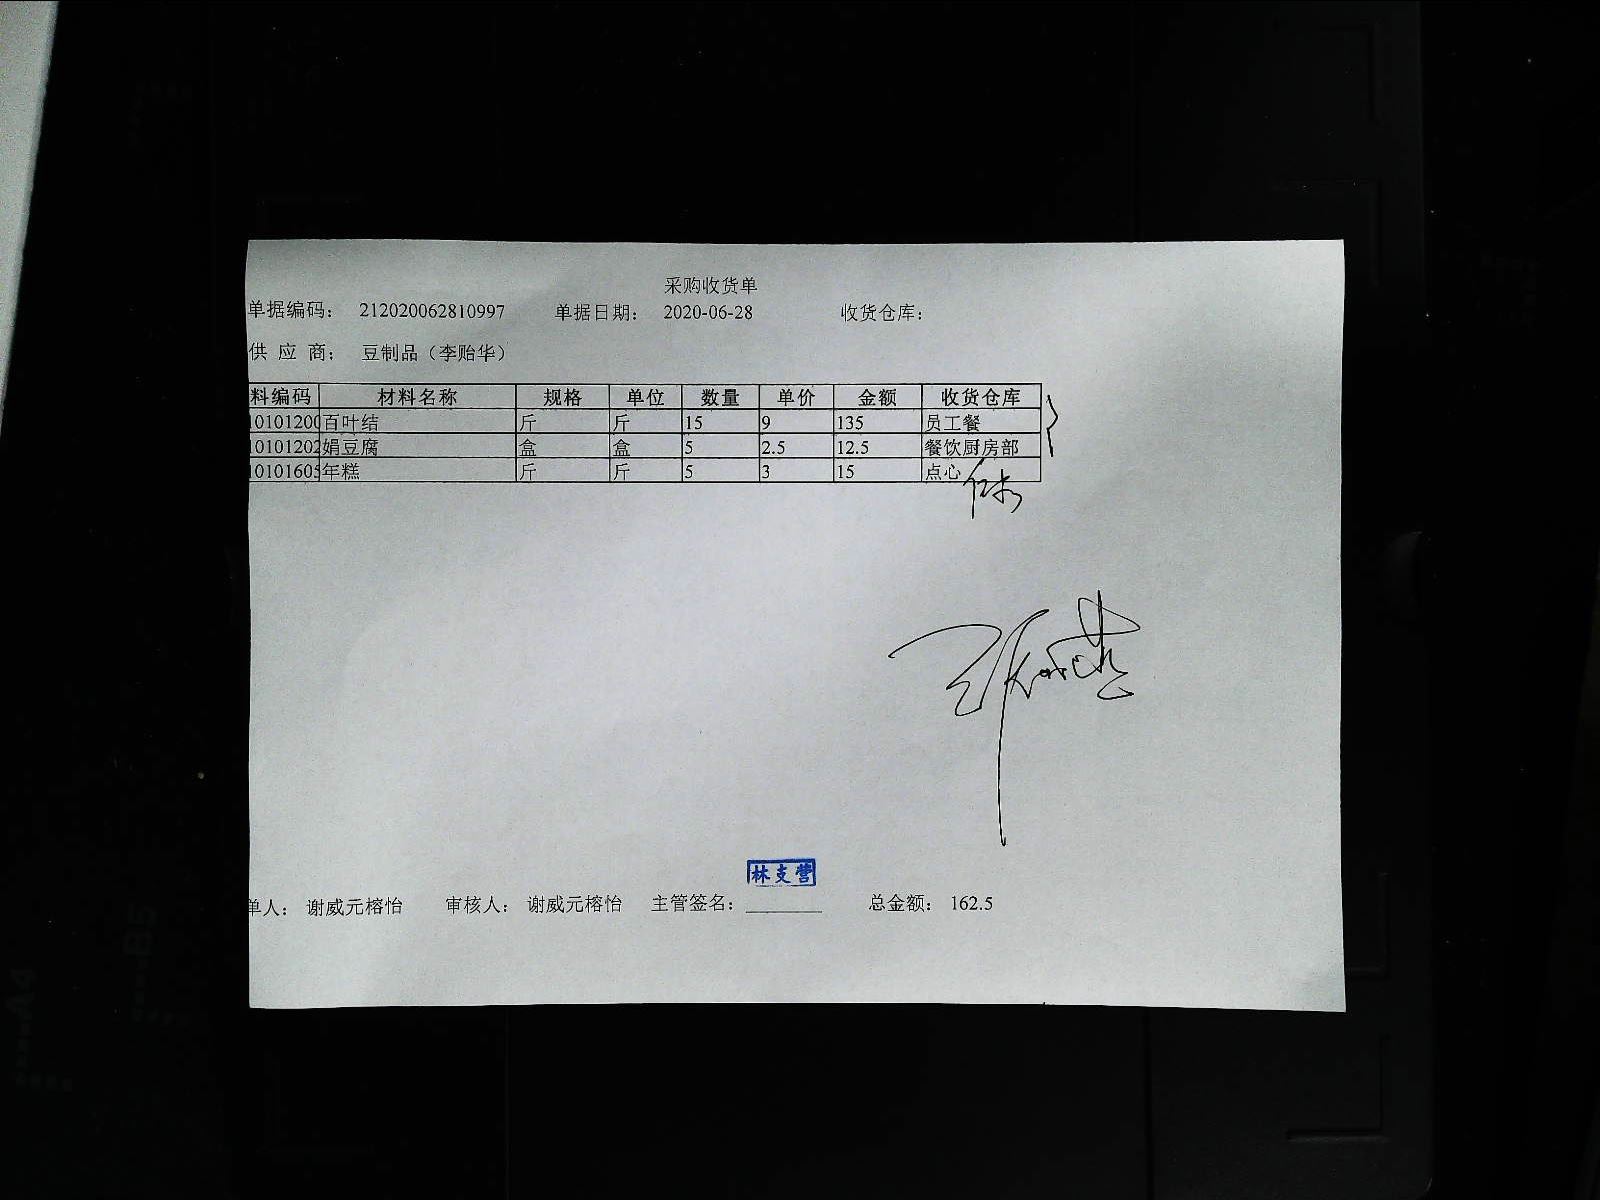 采购收货单
单据编码： 212020062810997 单据日期： 2020-06-28 收货仓库：
供 应 商： 豆制品（李贻华）
料编码 材料名称 规格 单位 数量 单价 金额 收货仓库
10101200 百叶结 斤 斤 15 9 135 员工餐
10101202 娟豆腐 盒 盒 5 2.5 12.5 餐饮厨房部
10101605 年糕 斤 斤 5 3 15 点心
林支营
单人： 谢威元榕怡 审核人： 谢威元榕怡 主管签名： 总金额： 162.5
A4
B5